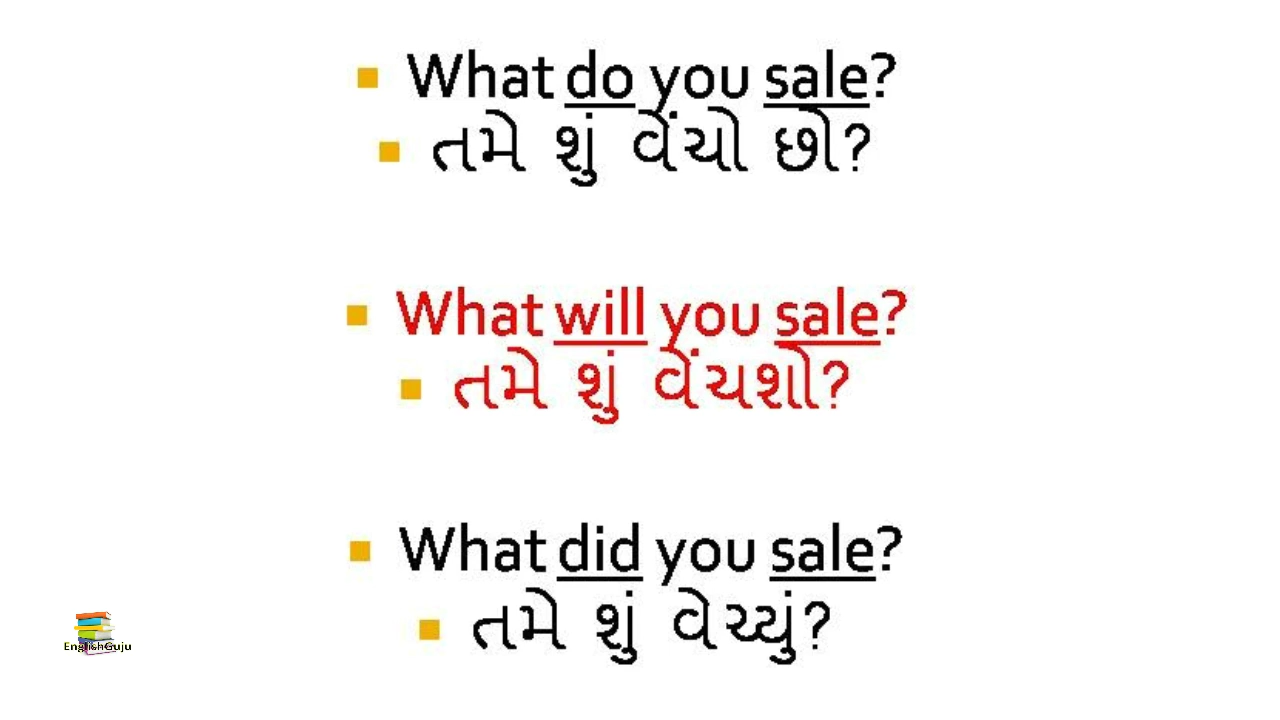 What do you sale?
તમે શું વેંચો છો?
What will you sale?
તમે શું વેંચશો?
What did you sale?
તમે શું વેચ્યું?
EnglishGuju